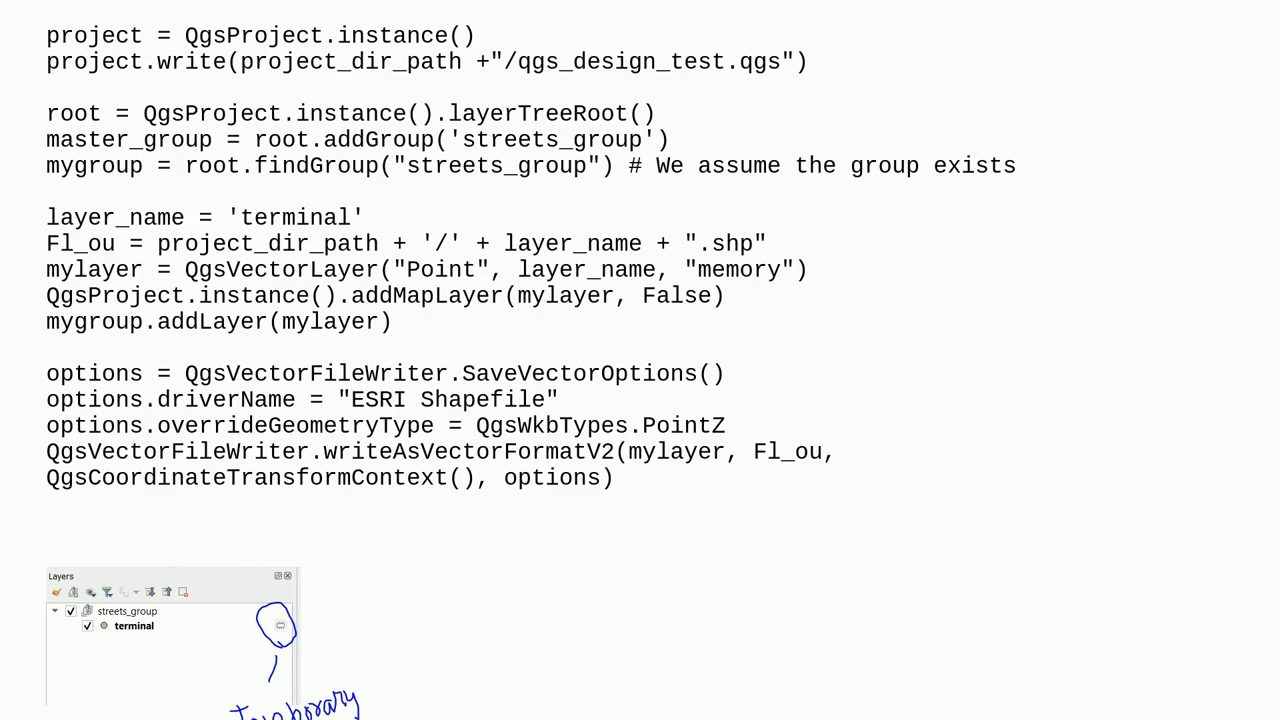 project = QgsProject.instance()
project.write(project_dir_path +"/qgs_design_test.qgs")
root = QgsProject.instance().layerTreeRoot()
master_group = root.addGroup('streets_group')
mygroup = root.findGroup("streets_group") # We assume the group exists
layer_name = 'terminal'
Fl_ou = project_dir_path + '/' + layer_name + ".shp"
mylayer = QgsVectorLayer("Point", layer_name, "memory")
QgsProject.instance().addMapLayer(mylayer, False)
mygroup.addLayer(mylayer)
options = QgsVectorFileWriter.SaveVectorOptions()
options.driverName = "ESRI Shapefile"
options.overrideGeometryType = QgsWkbTypes.PointZ
QgsVectorFileWriter.writeAsVectorFormatV2(mylayer, Fl_ou,
QgsCoordinateTransformContext(), options)
Layers
streets_group
terminal
Temporary